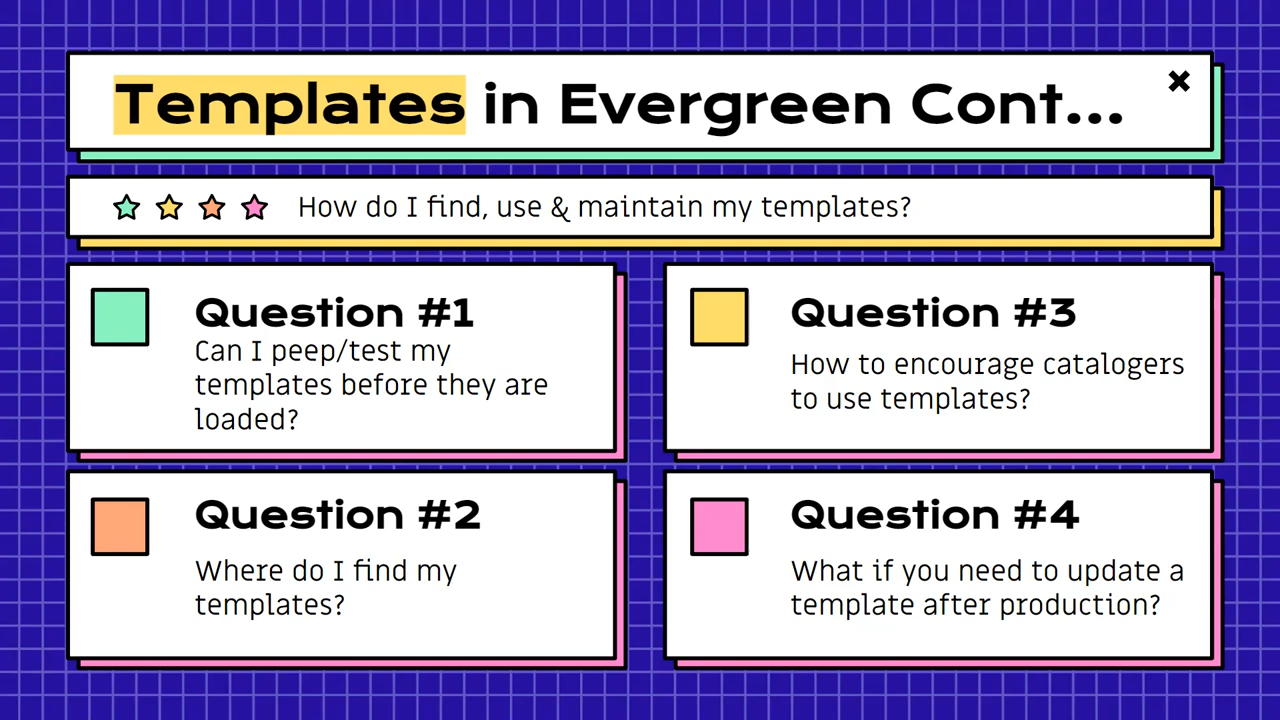 Templates in Evergreen Cont...
How do I find, use & maintain my templates?
Question #1
Can I peep/test my
templates before they are
loaded?
Question #2
Where do I find my
templates?
Question #3
How to encourage catalogers
to use templates?
Question #4
What if you need to update a
template after production?